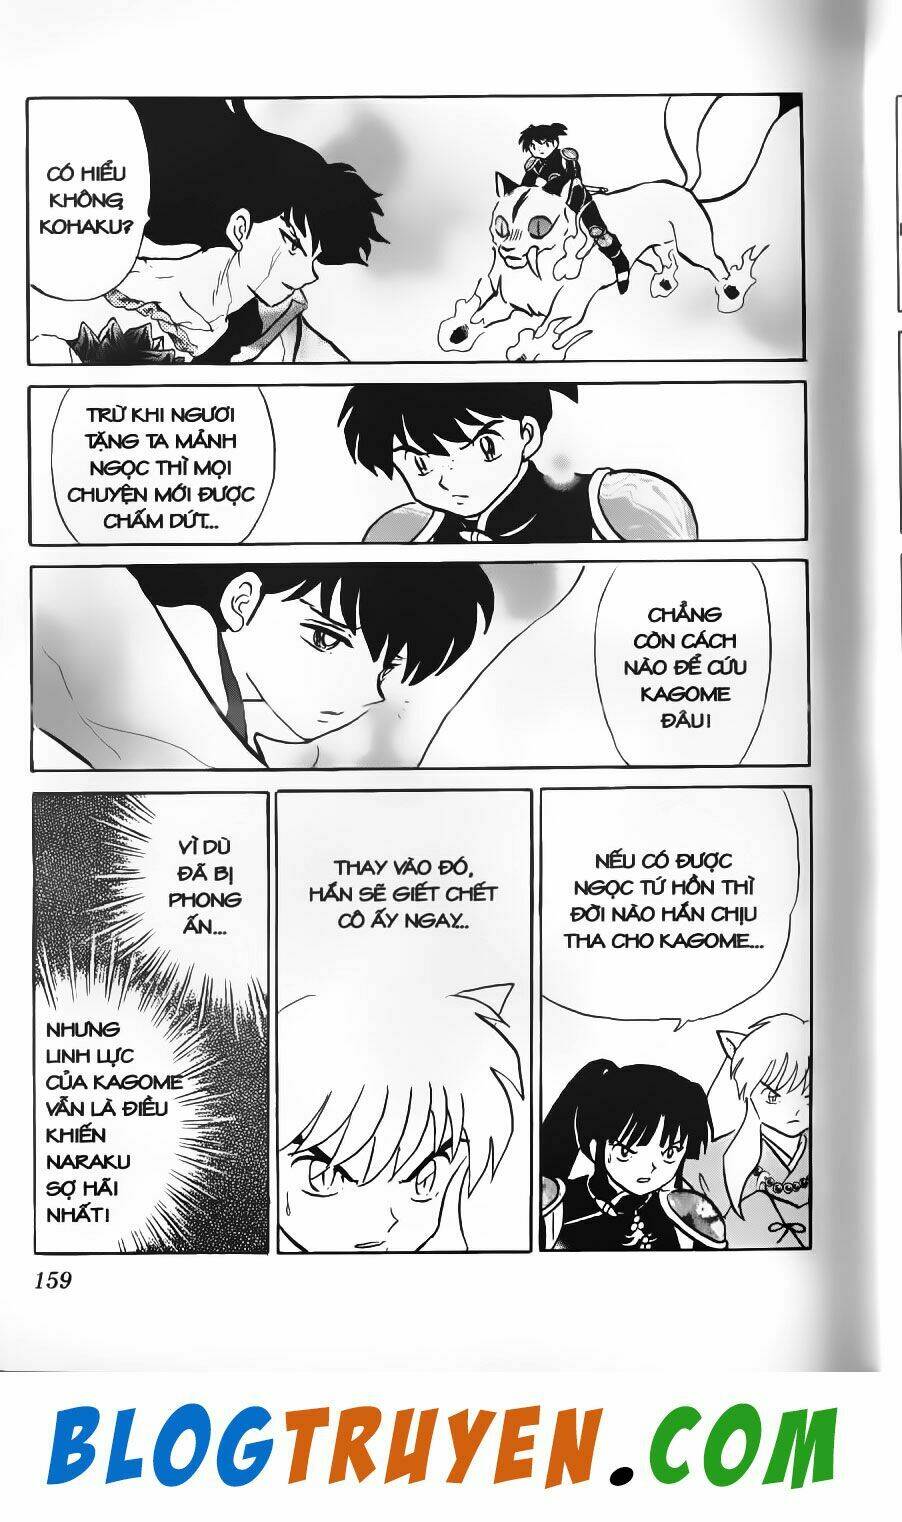 CÓ HIỂU
KHÔNG,
KOHAKU?
TRỪ KHI NGƯƠI
TẶNG TA MẢNH
NGỌC THÌ MỌI
CHUYỆN MỚI ĐƯỢC
CHẤM DỨT...
CHẲNG
CÒN CÁCH
NÀO ĐỂ CỨU
KAGOME
ĐÂU!
NẾU CÓ ĐƯỢC
NGỌC TỨ HỒN THÌ
ĐỜI NÀO HẮN CHỊU
THA CHO KAGOME...
THAY VÀO ĐÓ,
HẮN SẼ GIẾT CHẾT
CÔ ẤY NGAY...
VÌ DÙ
ĐÃ BỊ
PHONG
ẤN...
NHƯNG
LINH LỰC
CỦA KAGOME
VẪN LÀ ĐIỀU
KHIẾN
NARAKU
SỢ HÃI
NHẤT!
159
BLOGTRUYEN.COM